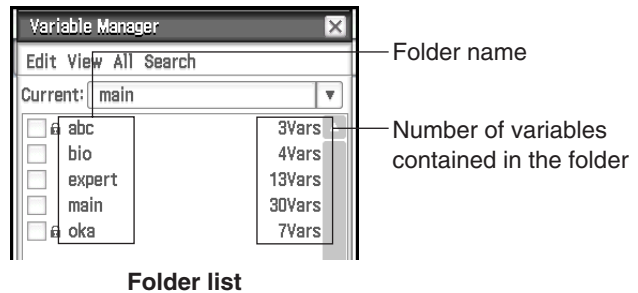 Variable Manager
Edit View All Search
Current: main
abc 3Vars
bio 4Vars
expert 13Vars
main 30Vars
oka 7Vars
Folder name
Number of variables
contained in the folder
Folder list